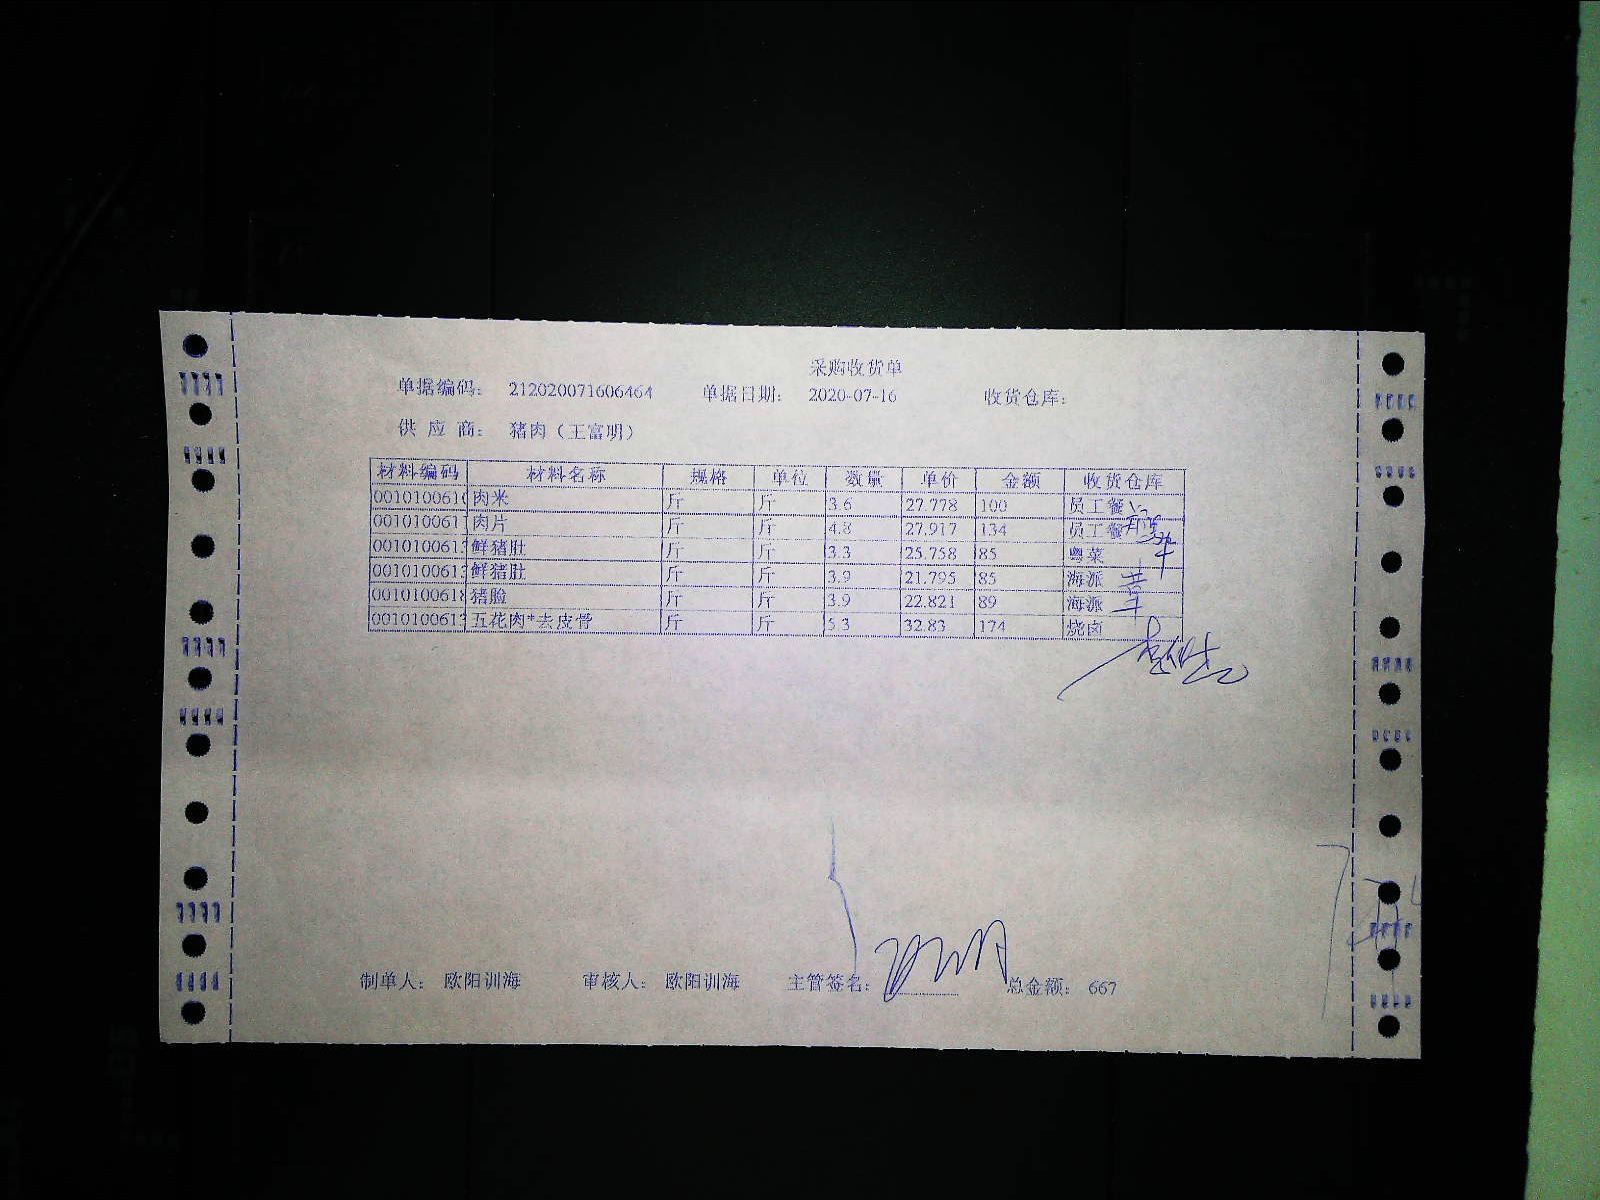 采购收货单
单据编码： 212020071606464 单据日期： 2020-07-16 收货仓库：
供 应 商： 猪肉（王富明）
材料编码 材料名称 规格 单位 数量 单价 金额 收货仓库
001010061 肉米 斤 斤 3.6 27.778 100 员工餐
001010061 肉片 斤 斤 4.8 27.917 134 员工餐
001010061 鲜猪肚 斤 斤 3.3 25.758 85 粤菜
001010061 鲜猪肚 斤 斤 3.9 21.795 85 海派
001010061 猪脸 斤 斤 3.9 22.821 89 海派
001010061 五花肉*去皮骨 斤 斤 5.3 32.83 174 烧卤
制单人： 欧阳训海 审核人： 欧阳训海 主管签名： 总金额： 667